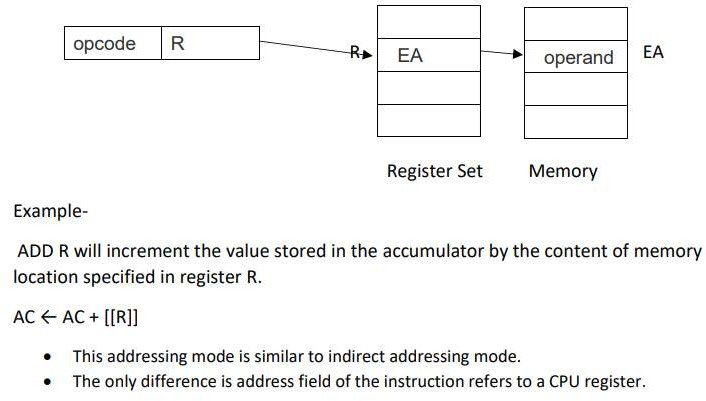 opcode R
R EA
operand EA
Register Set Memory
Example-
ADD R will increment the value stored in the accumulator by the content of memory
location specified in register R.
AC ← AC + [[R]]
• This addressing mode is similar to indirect addressing mode.
• The only difference is address field of the instruction refers to a CPU register.